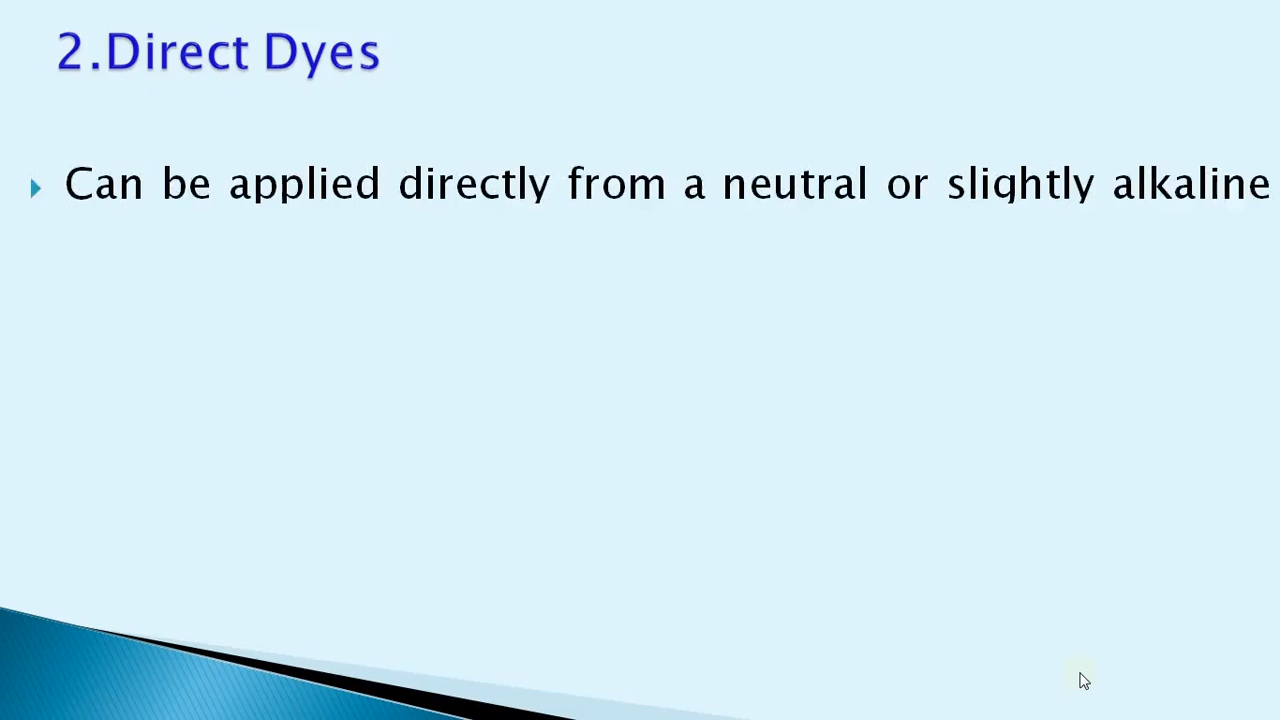 2.Direct Dyes
Can be applied directly from a neutral or slightly alkaline